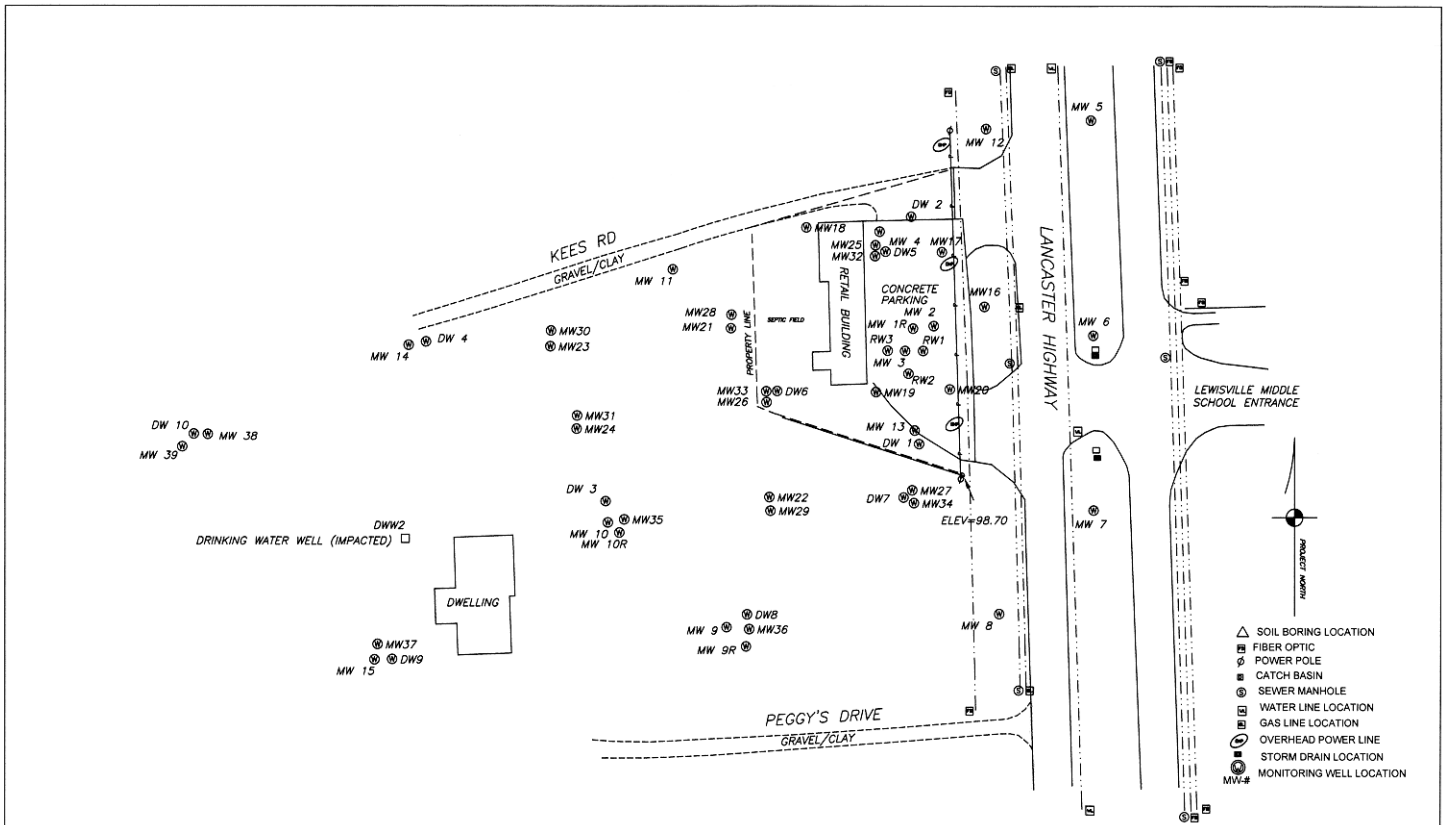 MW 5
MW 12
DW 2
MW18
MW 4
MW17
MW25
DW5
MW32
KEES RD
GRAVEL/CLAY
MW 11
LANCASTER HIGHWAY
CONCRETE
PARKING
RETAIL BUILDING
MW16
MW28
MW21
SEPTIC FIELD
PROPERTY LINE
MW 2
MW 1R
MW30
MW23
DW 4
MW 14
MW 6
RW3
RW1
MW 3
RW2
LEWISVILLE MIDDLE
SCHOOL ENTRANCE
MW33
DW6
MW26
MW19
MW20
MW31
MW24
DW 10
MW 38
MW 39
MW 13
DW 1
DW 3
MW22
MW29
DW7
MW27
MW34
ELEV=98.70
MW 7
MW 10
MW35
MW 10R
DWW2
DRINKING WATER WELL (IMPACTED)
PROJECT NORTH
DWELLING
DW8
MW 9
MW36
MW 9R
MW 8
MW37
MW 15
DW9
PEGGY'S DRIVE
GRAVEL/CLAY
SOIL BORING LOCATION
FIBER OPTIC
POWER POLE
CATCH BASIN
S SEWER MANHOLE
WATER LINE LOCATION
GAS LINE LOCATION
OVERHEAD POWER LINE
STORM DRAIN LOCATION
MONITORING WELL LOCATION
MW-#